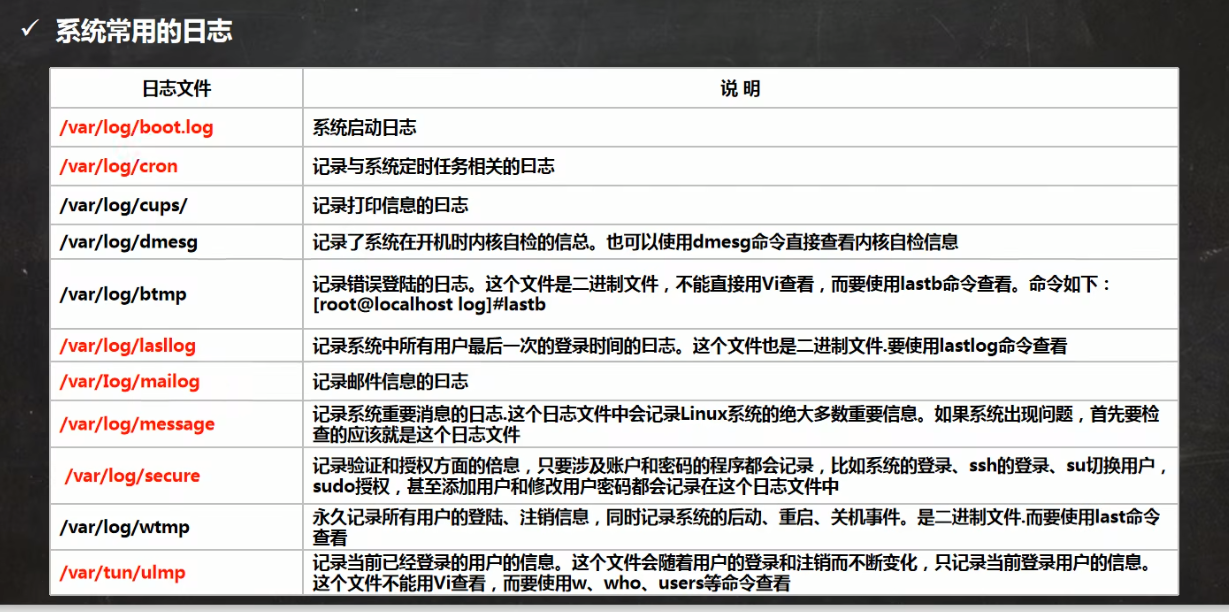 ✓ 系统常用的日志
日志文件
说 明
/var/log/boot.log
系统启动日志
/var/log/cron
记录与系统定时任务相关的日志
/var/log/cups/
记录打印信息的日志
/var/log/dmesg
记录了系统在开机时内核自检的信总。也可以使用dmesg命令直接查看内核自检信息
/var/log/btmp
记录错误登陆的日志。这个文件是二进制文件，不能直接用Vi查看，而要使用lastb命令查看。命令如下：
[root@localhost log]#lastb
/var/log/lasllog
记录系统中所有用户最后一次的登录时间的日志。这个文件也是二进制文件.要使用lastlog命令查看
/var/Iog/mailog
记录邮件信息的日志
/var/log/message
记录系统重要消息的日志.这个日志文件中会记录Linux系统的绝大多数重要信息。如果系统出现问题，首先要检
查的应该就是这个日志文件
/var/log/secure
记录验证和授权方面的倍息，只要涉及账户和密码的程序都会记录，比如系统的登录、ssh的登录、su切换用户，
sudo授权，甚至添加用户和修改用户密码都会记录在这个日志文件中
/var/log/wtmp
永久记录所有用户的登陆、注销信息，同时记录系统的后动、重启、关机事件。是二进制文件.而要使用last命令
查看
/var/tun/ulmp
记录当前已经登录的用户的信息。这个文件会随着用户的登录和注销而不断变化，只记录当前登录用户的信息。
这个文件不能用Vi查看，而要使用w、who、users等命令查看